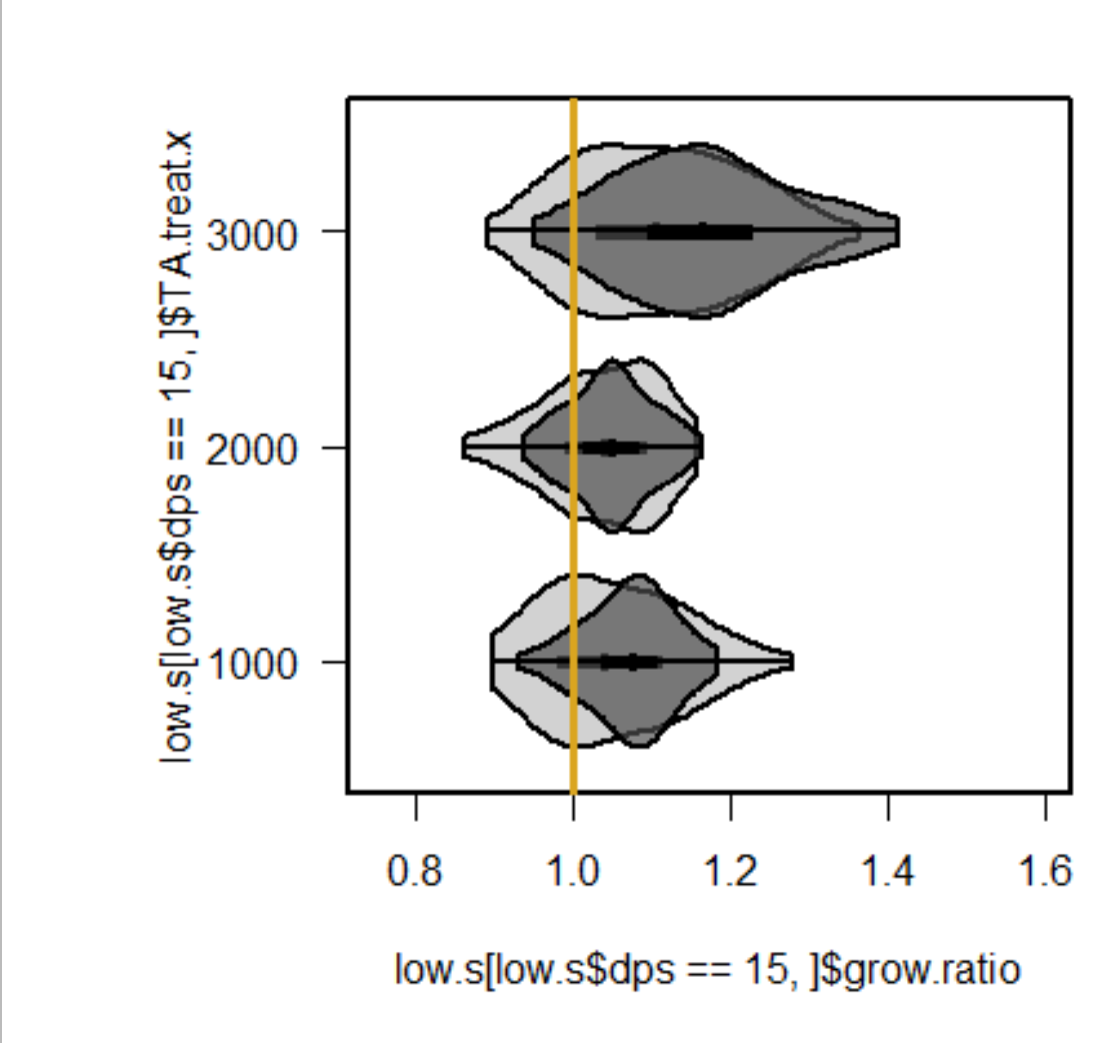 low.s[low.s$dps == 15, ]$TA.treat.x
3000
2000
1000
0.8 1.0 1.2 1.4 1.6
low.s[low.s$dps == 15, ]$grow.ratio